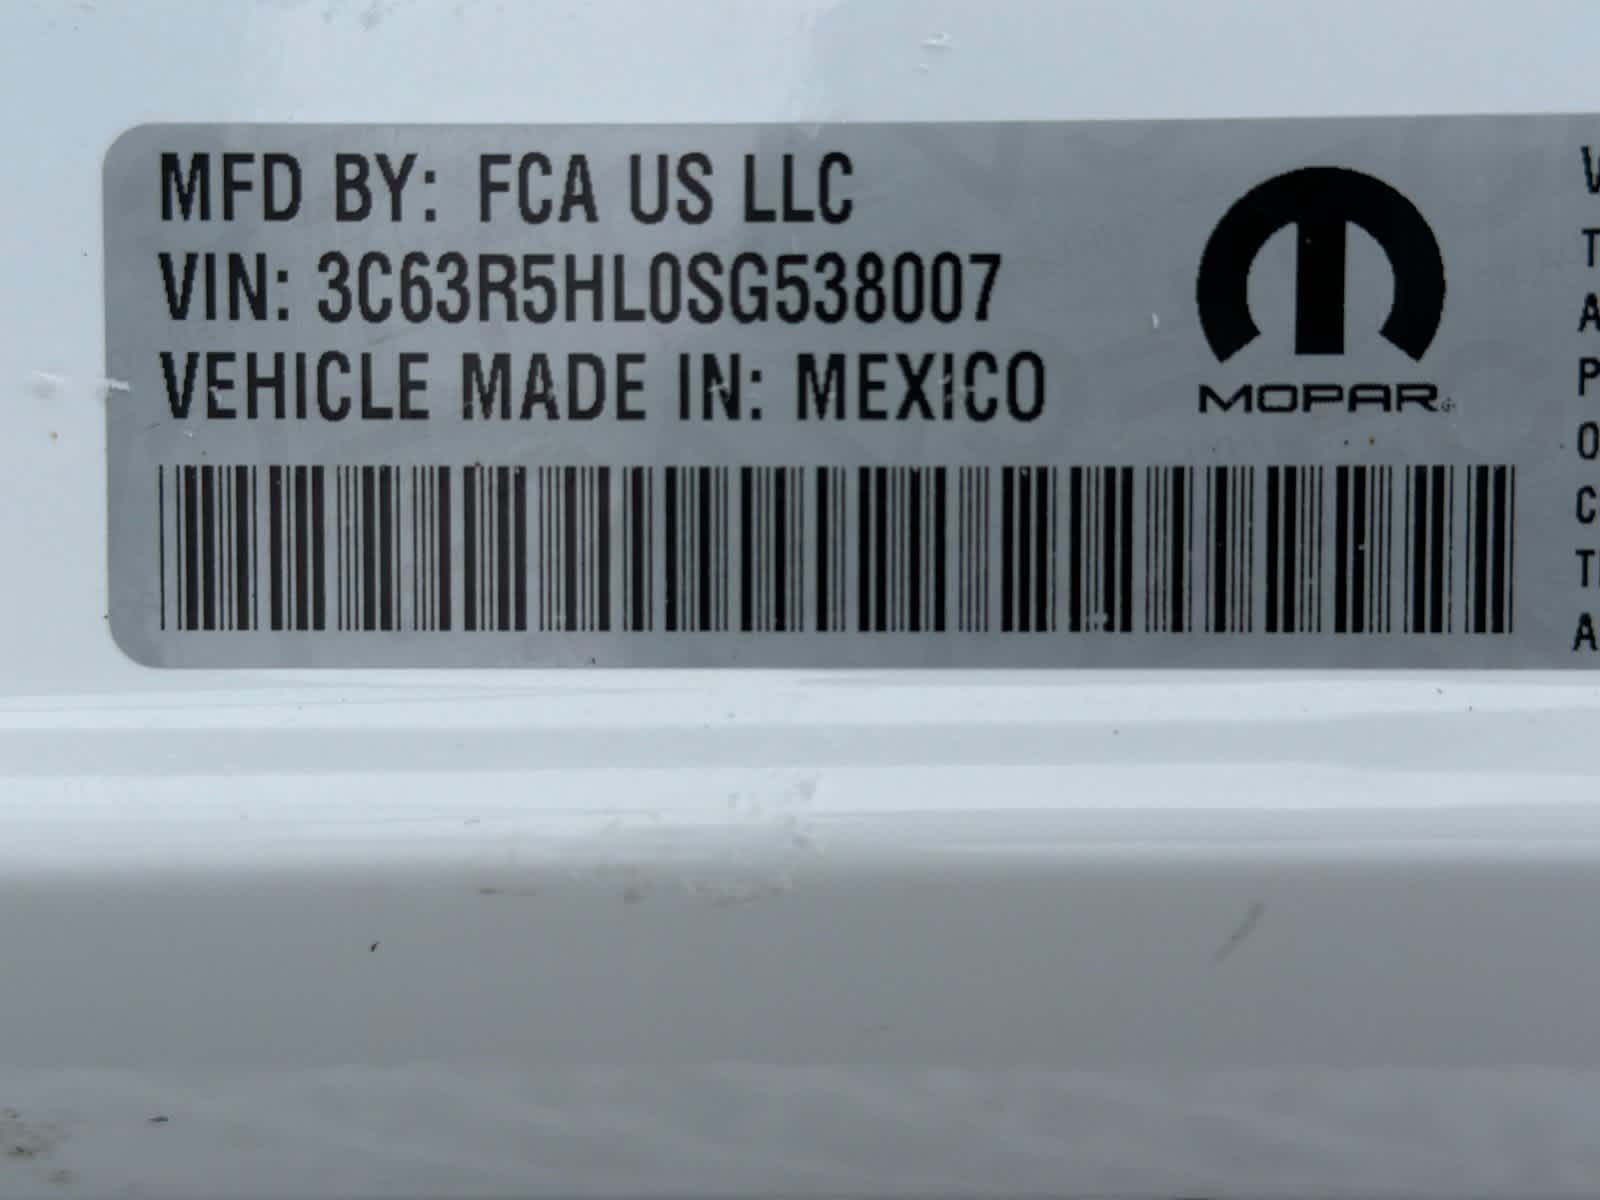 MFD BY: FCA US LLC
VIN: 3C63R5HL0SG538007
VEHICLE MADE IN: MEXICO
MOPAR